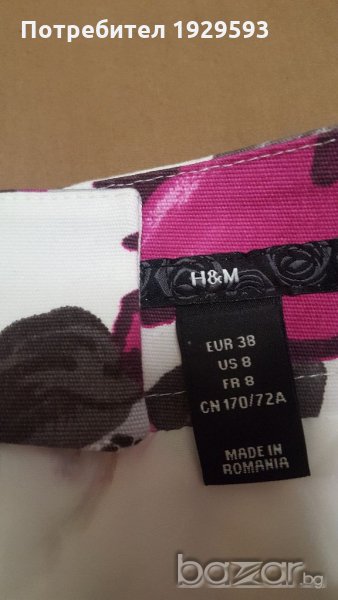 Потребител 1929593
H&M
EUR 38
US 8
FR 8
CN 170/72A
MADE IN
ROMANIA
bazar.bg